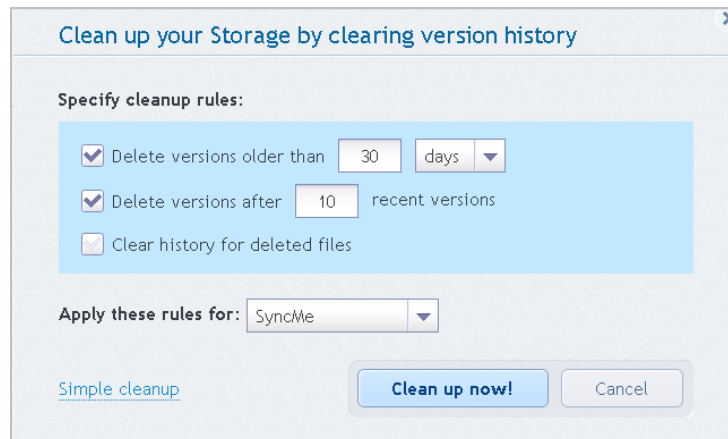 Clean up your Storage by clearing version history
Specify cleanup rules:
Delete versions older than 30 days
Delete versions after 10 recent versions
Clear history for deleted files
Apply these rules for: SyncMe
Simple cleanup Clean up now! Cancel